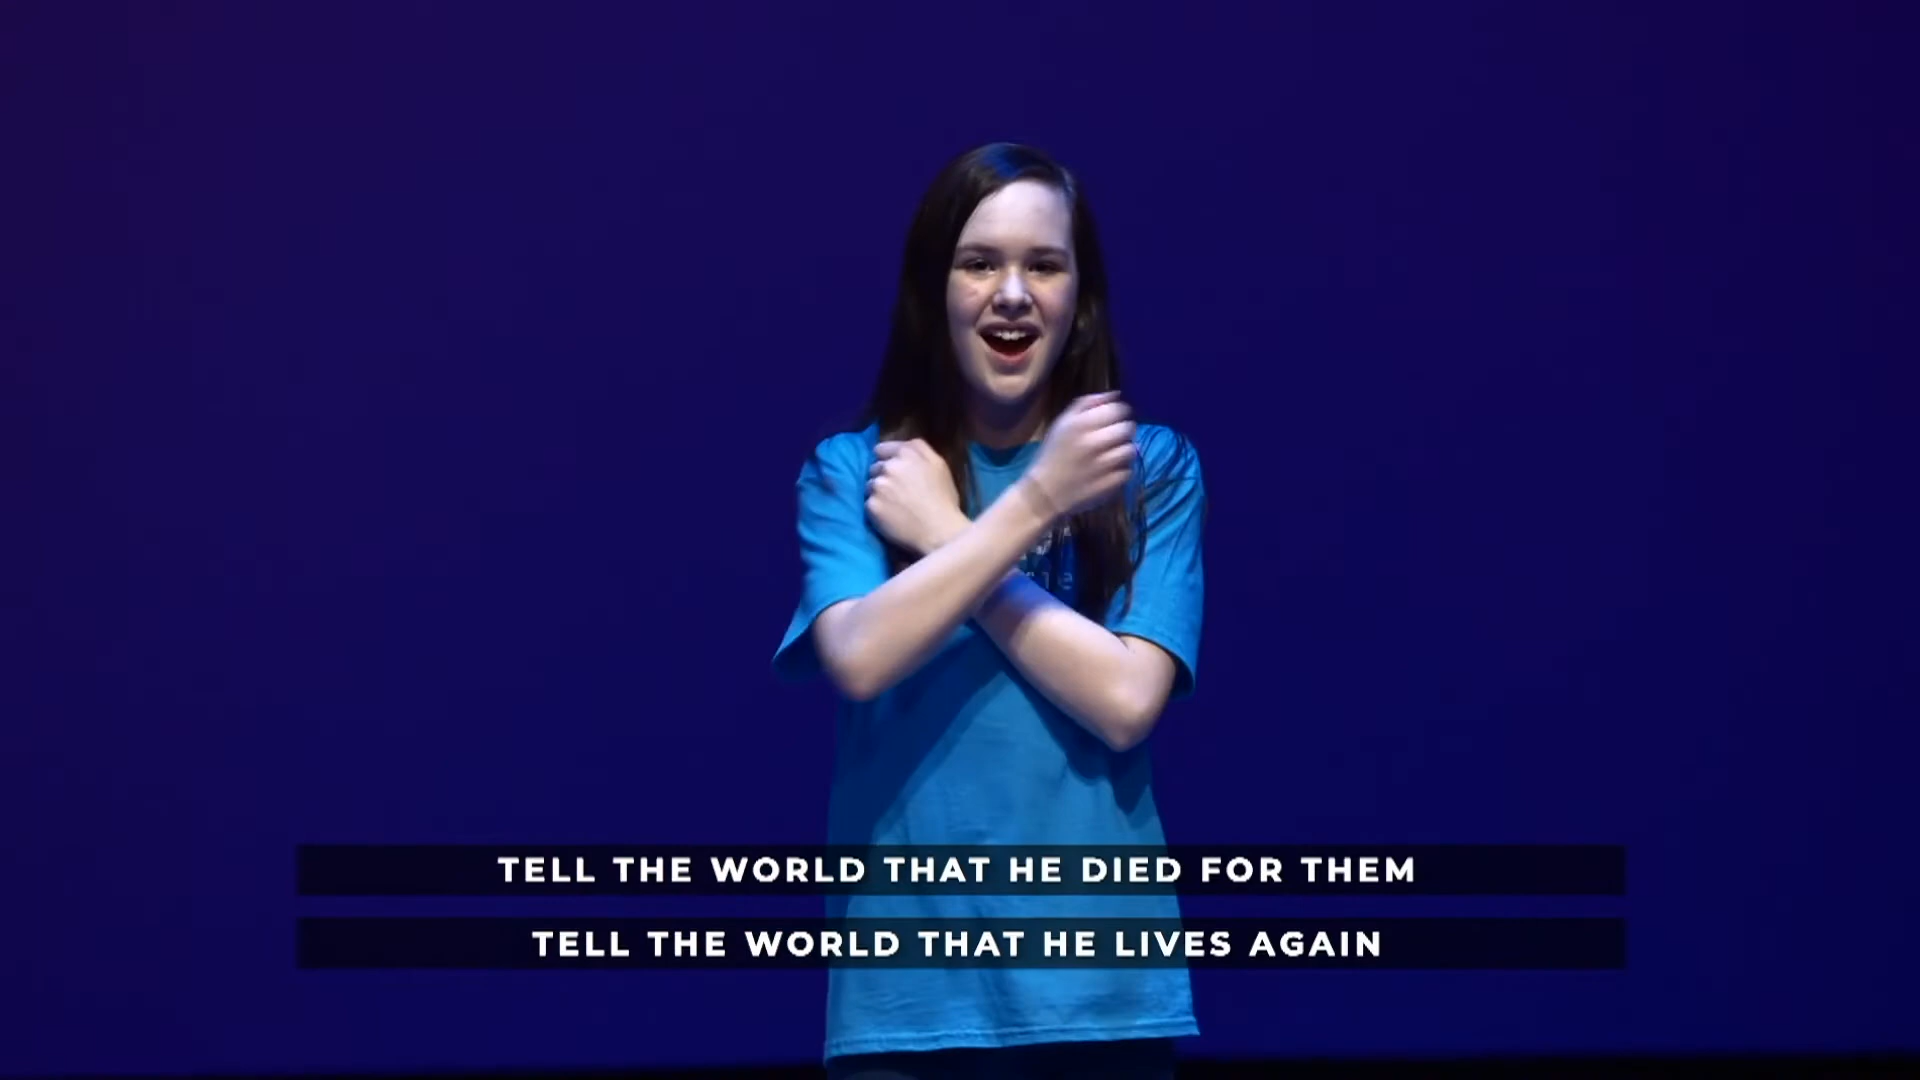 TELL THE WORLD THAT HE DIED FOR THEM
TELL THE WORLD THAT HE LIVES AGAIN